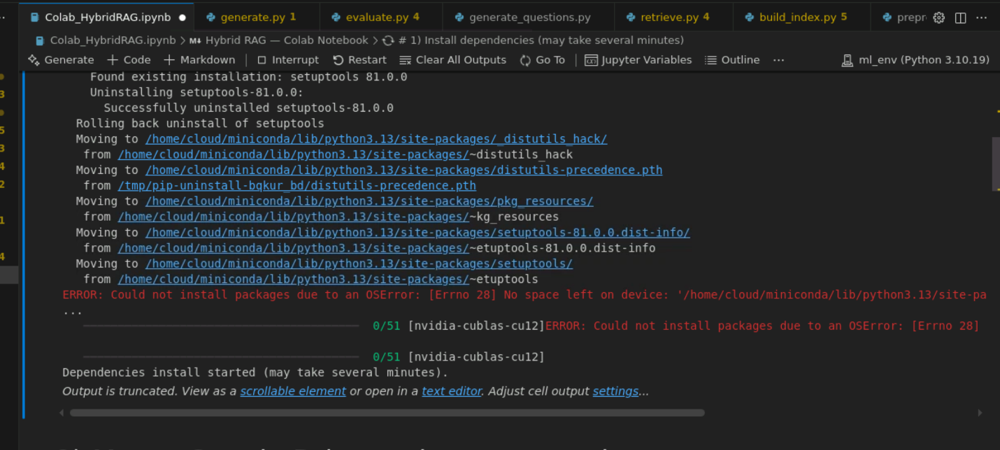 Colab_HybridRAG.ipynb ● generate.py 1 evaluate.py 4 generate_questions.py retrieve.py 4 build_index.py 5 prepr ...
Colab_HybridRAG.ipynb > M↓ Hybrid RAG — Colab Notebook > # 1) Install dependencies (may take several minutes)
Generate + Code + Markdown | Interrupt Restart Clear All Outputs Go To | Jupyter Variables Outline ... ml_env (Python 3.10.19)
Found existing installation: setuptools 81.0.0
Uninstalling setuptools-81.0.0:
Successfully uninstalled setuptools-81.0.0
Rolling back uninstall of setuptools
Moving to /home/cloud/miniconda/lib/python3.13/site-packages/_distutils_hack/
from /home/cloud/miniconda/lib/python3.13/site-packages/~distutils_hack
Moving to /home/cloud/miniconda/lib/python3.13/site-packages/distutils-precedence.pth
from /tmp/pip-uninstall-bqkur_bd/distutils-precedence.pth
Moving to /home/cloud/miniconda/lib/python3.13/site-packages/pkg_resources/
from /home/cloud/miniconda/lib/python3.13/site-packages/~kg_resources
Moving to /home/cloud/miniconda/lib/python3.13/site-packages/setuptools-81.0.0.dist-info/
from /home/cloud/miniconda/lib/python3.13/site-packages/~etuptools-81.0.0.dist-info
Moving to /home/cloud/miniconda/lib/python3.13/site-packages/setuptools/
from /home/cloud/miniconda/lib/python3.13/site-packages/~etuptools
ERROR: Could not install packages due to an OSError: [Errno 28] No space left on device: '/home/cloud/miniconda/lib/python3.13/site-pa
...
0/51 [nvidia-cublas-cu12]ERROR: Could not install packages due to an OSError: [Errno 28]
0/51 [nvidia-cublas-cu12]
Dependencies install started (may take several minutes).
Output is truncated. View as a scrollable element or open in a text editor. Adjust cell output settings...